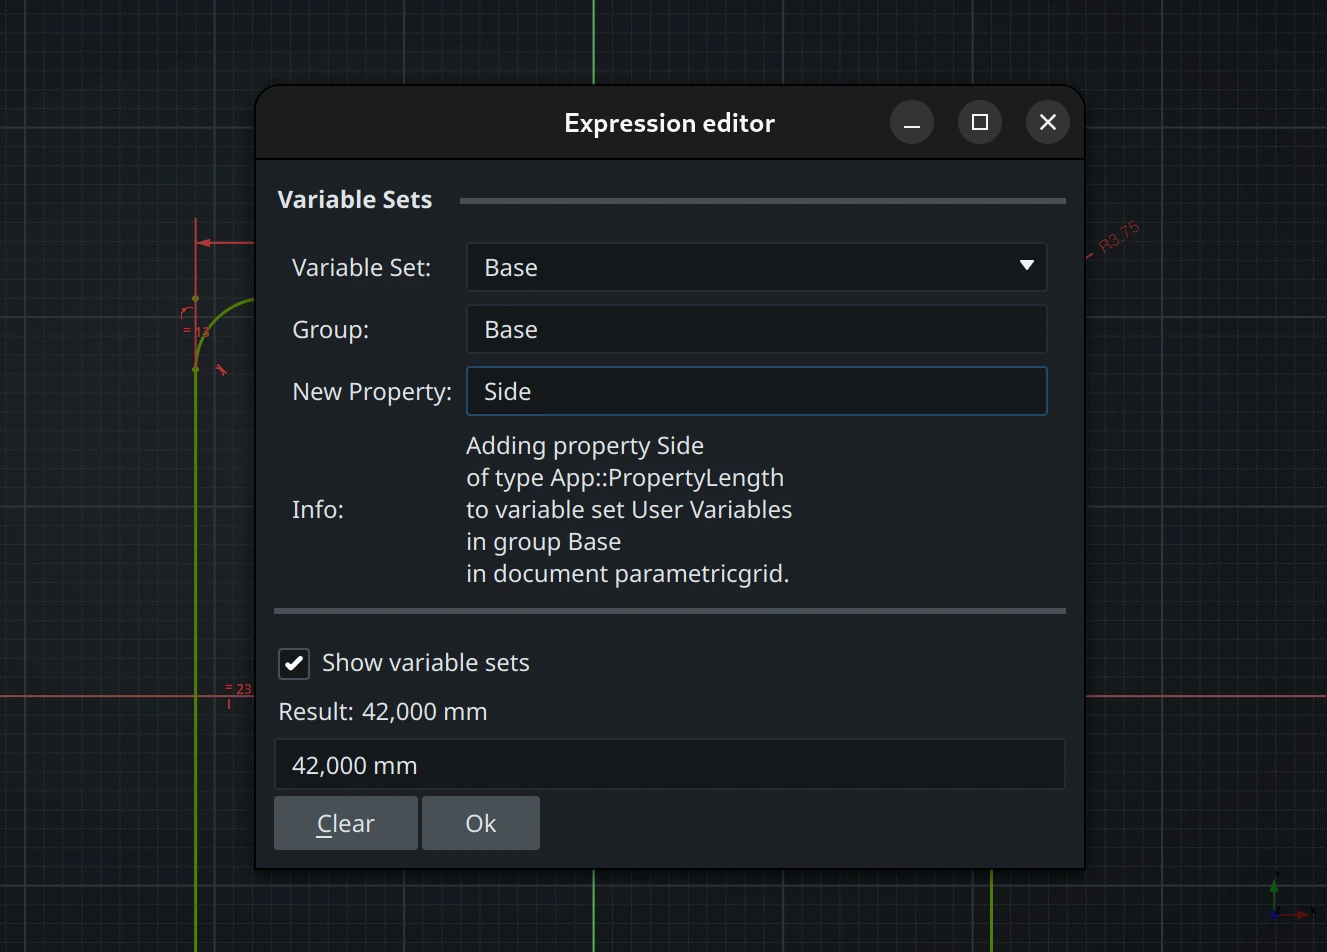 Expression editor
Variable Sets
Variable Set: Base
R3,75
Group: Base
= 13
New Property: Side
Adding property Side
of type App::PropertyLength
Info: to variable set User Variables
in group Base
in document parametricgrid.
Show variable sets
= 23
Result: 42,000 mm
42,000 mm
Clear Ok
Y
Z X